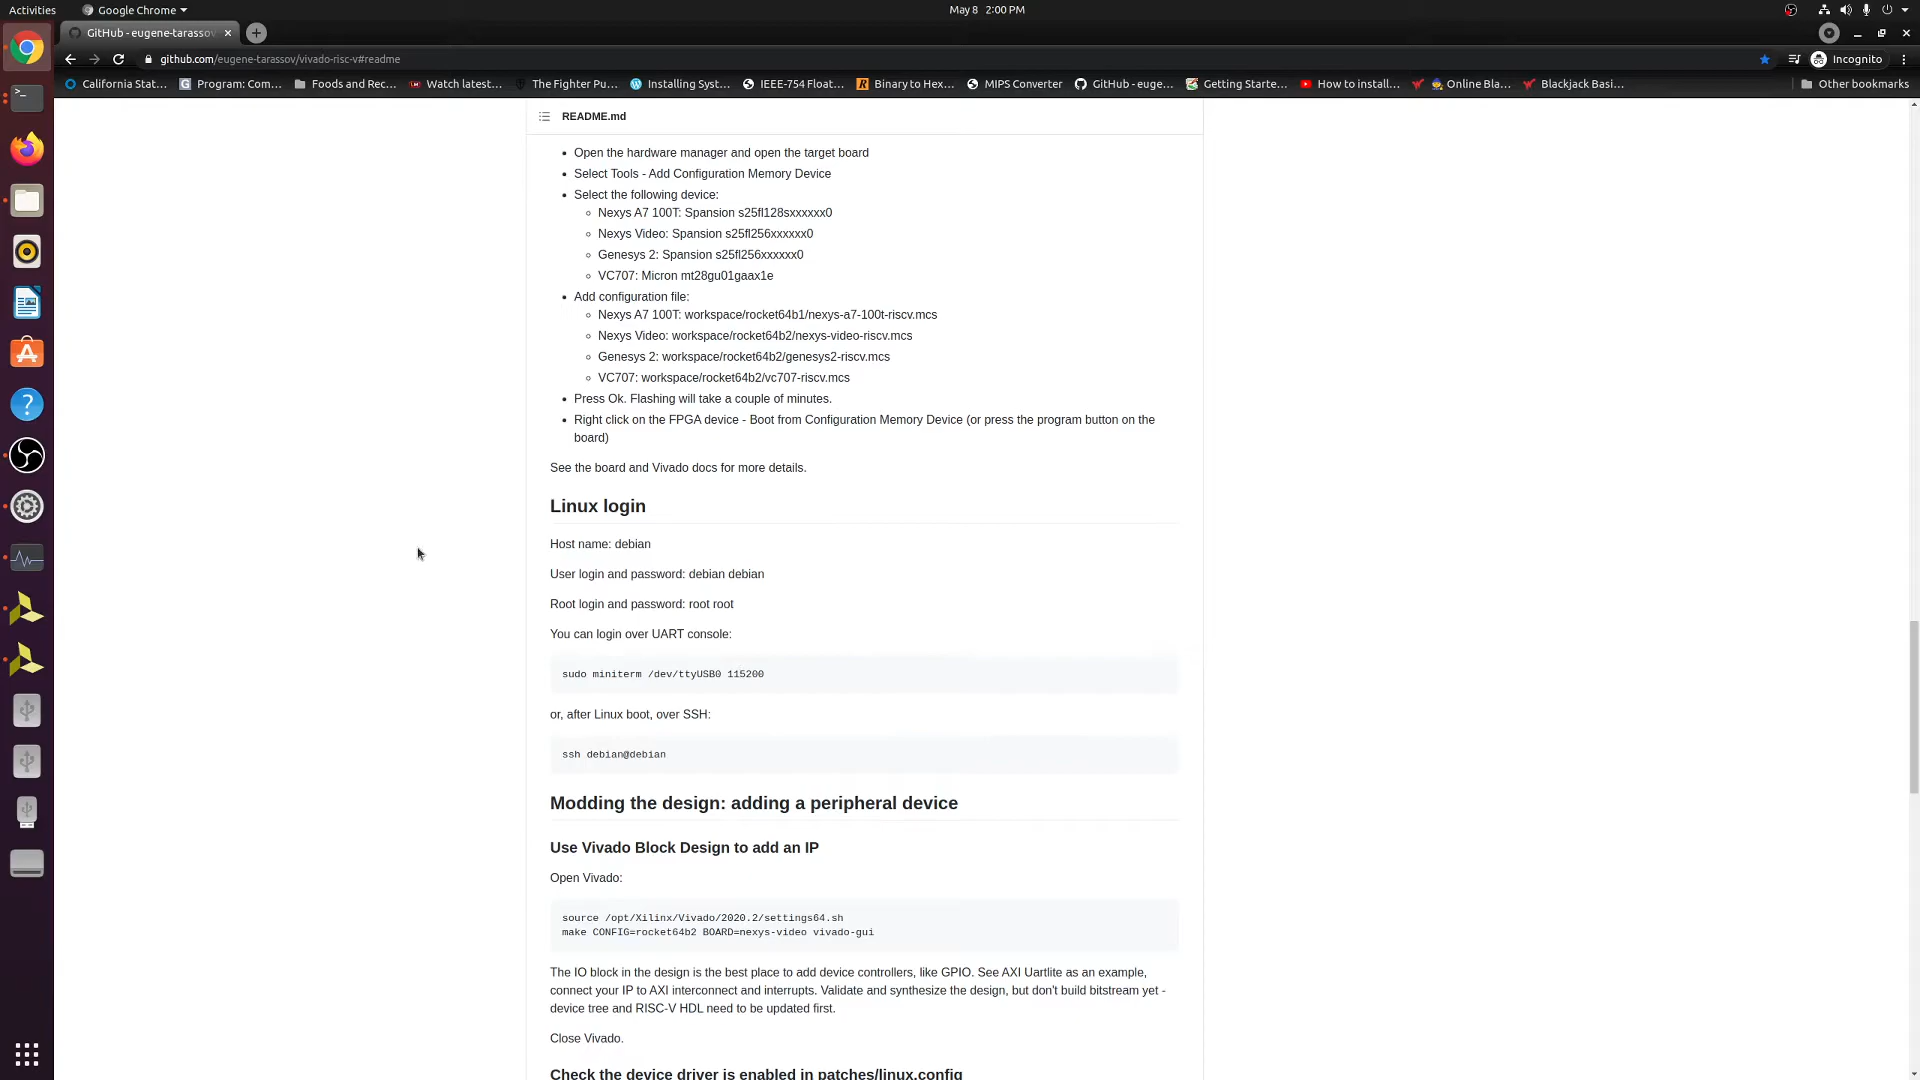 Activities
Google Chrome
May 8 2:00 PM
GitHub - eugene-tarassov
github.com/eugene-tarassov/vivado-risc-v#readme
Incognito
California Stat...
Program: Com...
Foods and Rec...
Watch latest...
The Fighter Pu...
Installing Syst...
IEEE-754 Float...
Binary to Hex...
MIPS Converter
GitHub - euge...
Getting Starte...
How to install...
Online Bla...
Blackjack Basi...
Other bookmarks
README.md
• Open the hardware manager and open the target board
• Select Tools - Add Configuration Memory Device
• Select the following device:
◦ Nexys A7 100T: Spansion s25fl128sxxxxxx0
◦ Nexys Video: Spansion s25fl256xxxxxx0
◦ Genesys 2: Spansion s25fl256xxxxxx0
◦ VC707: Micron mt28gu01gaax1e
• Add configuration file:
◦ Nexys A7 100T: workspace/rocket64b1/nexys-a7-100t-riscv.mcs
◦ Nexys Video: workspace/rocket64b2/nexys-video-riscv.mcs
◦ Genesys 2: workspace/rocket64b2/genesys2-riscv.mcs
◦ VC707: workspace/rocket64b2/vc707-riscv.mcs
• Press Ok. Flashing will take a couple of minutes.
• Right click on the FPGA device - Boot from Configuration Memory Device (or press the program button on the
board)
See the board and Vivado docs for more details.
Linux login
Host name: debian
User login and password: debian debian
Root login and password: root root
You can login over UART console:
sudo miniterm /dev/ttyUSB0 115200
or, after Linux boot, over SSH:
ssh debian@debian
Modding the design: adding a peripheral device
Use Vivado Block Design to add an IP
Open Vivado:
source /opt/Xilinx/Vivado/2020.2/settings64.sh
make CONFIG=rocket64b2 BOARD=nexys-video vivado-gui
The IO block in the design is the best place to add device controllers, like GPIO. See AXI Uartlite as an example,
connect your IP to AXI interconnect and interrupts. Validate and synthesize the design, but don't build bitstream yet -
device tree and RISC-V HDL need to be updated first.
Close Vivado.
Check the device driver is enabled in patches/linux.config